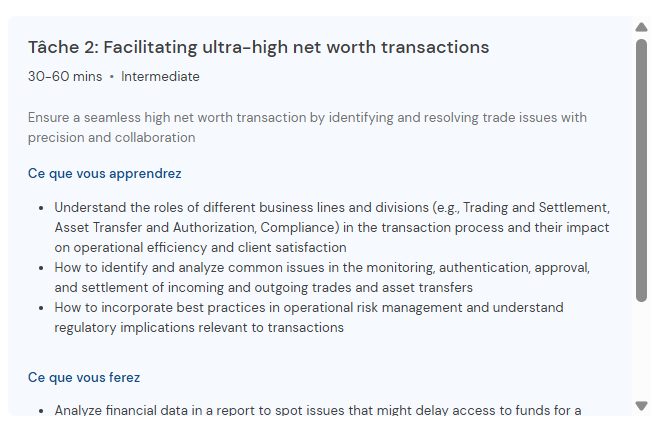 Tâche 2: Facilitating ultra-high net worth transactions
30-60 mins • Intermediate
Ensure a seamless high net worth transaction by identifying and resolving trade issues with
precision and collaboration
Ce que vous apprendrez
• Understand the roles of different business lines and divisions (e.g., Trading and Settlement,
Asset Transfer and Authorization, Compliance) in the transaction process and their impact
on operational efficiency and client satisfaction
• How to identify and analyze common issues in the monitoring, authentication, approval,
and settlement of incoming and outgoing trades and asset transfers
• How to incorporate best practices in operational risk management and understand
regulatory implications relevant to transactions
Ce que vous ferez
• Analyze financial data in a report to spot issues that might delay access to funds for a